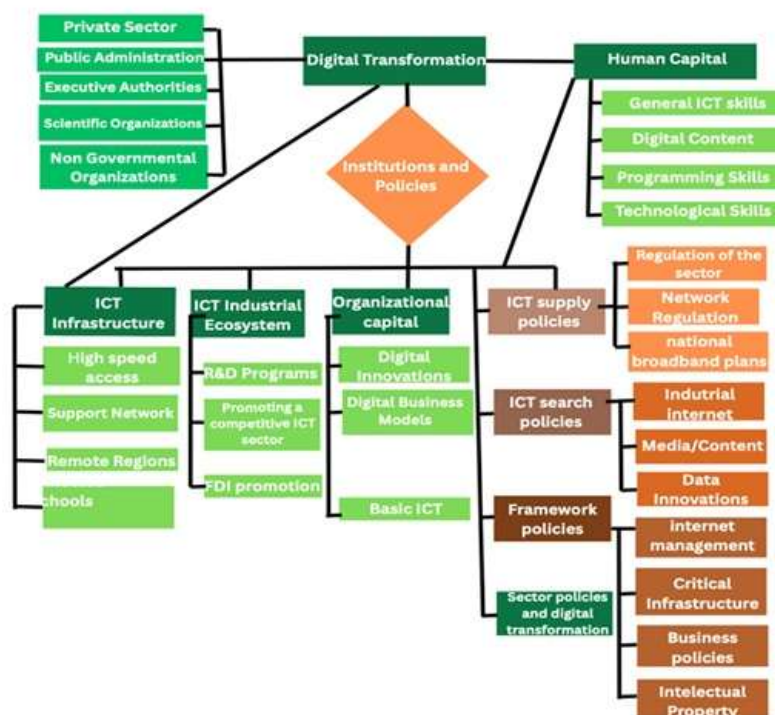 Private Sector
Public Administration
Executive Authorities
Scientific Organizations
Non Governmental
Organizations
Digital Transformation
Human Capital
General ICT skills
Digital Content
Programming Skills
Technological Skills
Institutions and
Policies
ICT
Infrastructure
High speed
access
Support Network
Remote Regions
chools
ICT Industrial
Ecosystem
R&D Programs
Promoting a
competitive ICT
sector
FDI promotion
Organizational
capital
Digital
Innovations
Digital Business
Models
Basic ICT
ICT supply
policies
Regulation of the
sector
Network
Regulation
national
broadband plans
ICT search
policies
Indutrial
internet
Media/Content
Data
Innovations
Framework
policies
internet
management
Critical
Infrastructure
Business
policies
Intelectual
Property
Sector policies
and digital
transformation